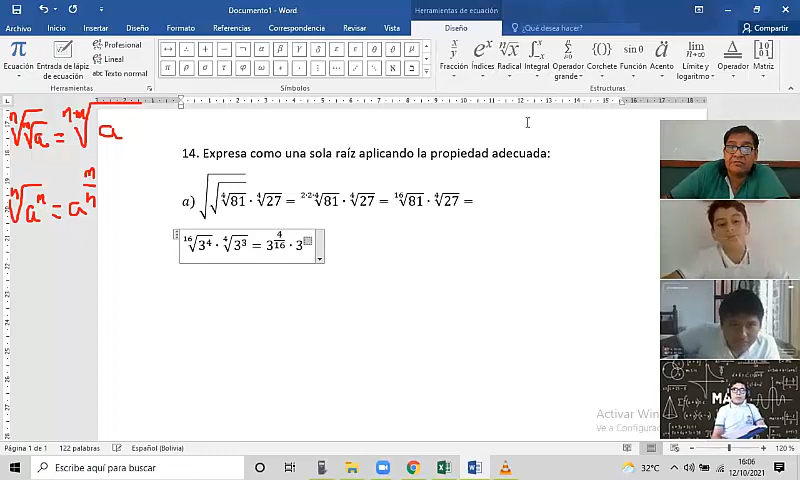 Documento1 - Word
Herramientas de ecuación
Archivo Inicio Insertar Dibujar Formato Referencias Correspondencia Revisar Vista Diseño ¿Qué desea hacer? Compartir
π Ecuación
Entrada de lápiz de ecuación
Profesional
Lineal
abc Texto normal
↔ ∴ + − ¬ α β γ δ ε ϵ θ ϑ
μ π ρ σ τ φ ω ∗ ∙ ⋮ ⋰ א ב
Fracción Índices Radical Integral Operador grande Corchete Función Acento Límite y logaritmo Operador Matriz
Herramientas Símbolos Estructuras
ⁿ√(ᵐ√a) = ⁿ·ᵐ√a
14. Expresa como una sola raíz aplicando la propiedad adecuada:
ⁿ√(aⁿ) = a^(m/n)
a) √(√(⁴√81)) · ⁴√27 = ²·²·⁴√81 · ⁴√27 = ¹⁶√81 · ⁴√27 =
¹⁶√(3⁴) · ⁴√(3³) = 3^(4/16) · 3
MA
Activar Win
Ve a Configurac
Página 1 de 1 122 palabras Español (Bolivia) 120 %
Escribe aquí para buscar
32°C
16:06
12/10/2021